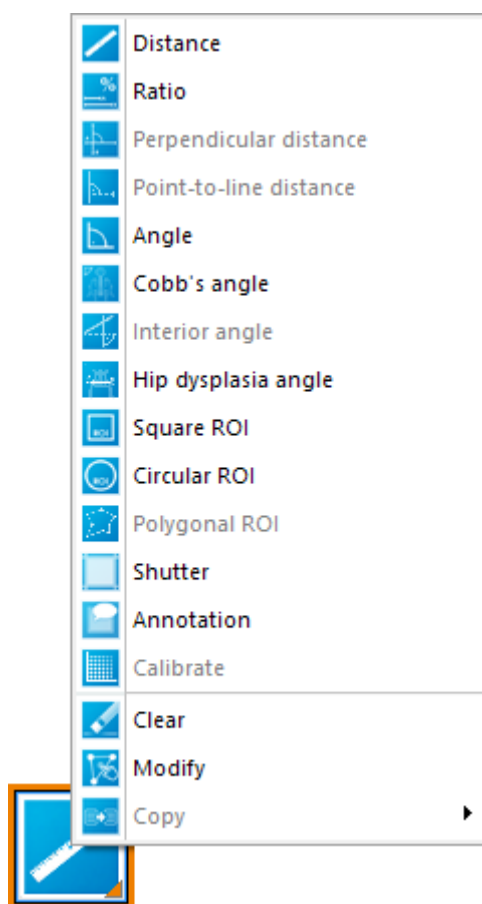 Distance
Ratio
Perpendicular distance
Point-to-line distance
Angle
Cobb's angle
Interior angle
Hip dysplasia angle
Square ROI
Circular ROI
Polygonal ROI
Shutter
Annotation
Calibrate
Clear
Modify
Copy